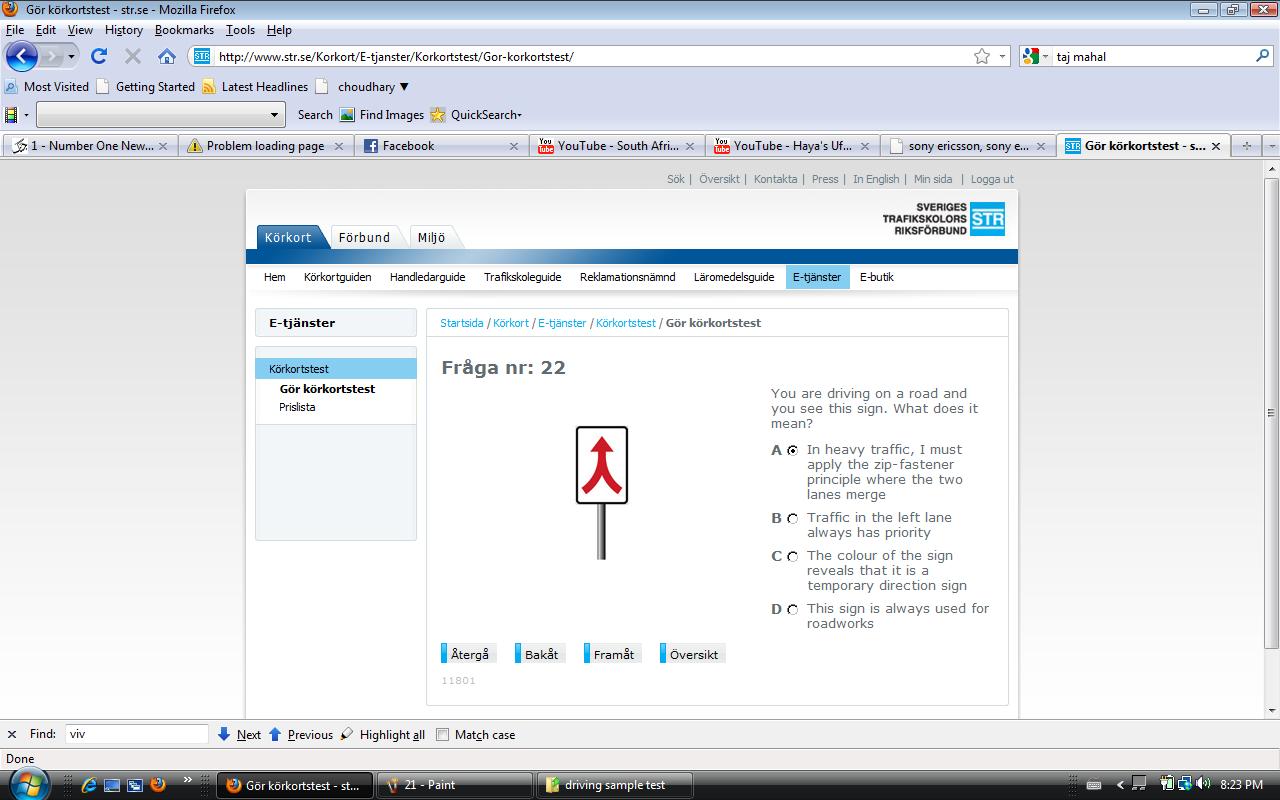 Gör körkortstest - str.se - Mozilla Firefox
File Edit View History Bookmarks Tools Help
STR http://www.str.se/Korkort/E-tjanster/Korkortstest/Gor-korkortstest/ taj mahal
Most Visited Getting Started Latest Headlines choudhary
Search Find Images QuickSearch
1 - Number One New... Problem loading page Facebook YouTube - South Afri... YouTube - Haya's Uf... sony ericsson, sony e... Gör körkortstest - s...
Sök | Översikt | Kontakta | Press | In English | Min sida | Logga ut
SVERIGES
TRAFIKSKOLORS
RIKSFÖRBUND
STR
Körkort Förbund Miljö
Hem Körkortguiden Handledarguide Trafikskoleguide Reklamationsnämnd Läromedelsguide E-tjänster E-butik
E-tjänster
Körkortstest
Gör körkortstest
Prislista
Startsida / Körkort / E-tjänster / Körkortstest / Gör körkortstest
Fråga nr: 22
You are driving on a road and
you see this sign. What does it
mean?
A In heavy traffic, I must
apply the zip-fastener
principle where the two
lanes merge
B Traffic in the left lane
always has priority
C The colour of the sign
reveals that it is a
temporary direction sign
D This sign is always used for
roadworks
Återgå Bakåt Framåt Översikt
11801
Find: viv Next Previous Highlight all Match case
Done
Gör körkortstest - st... 21 - Paint driving sample test 8:23 PM